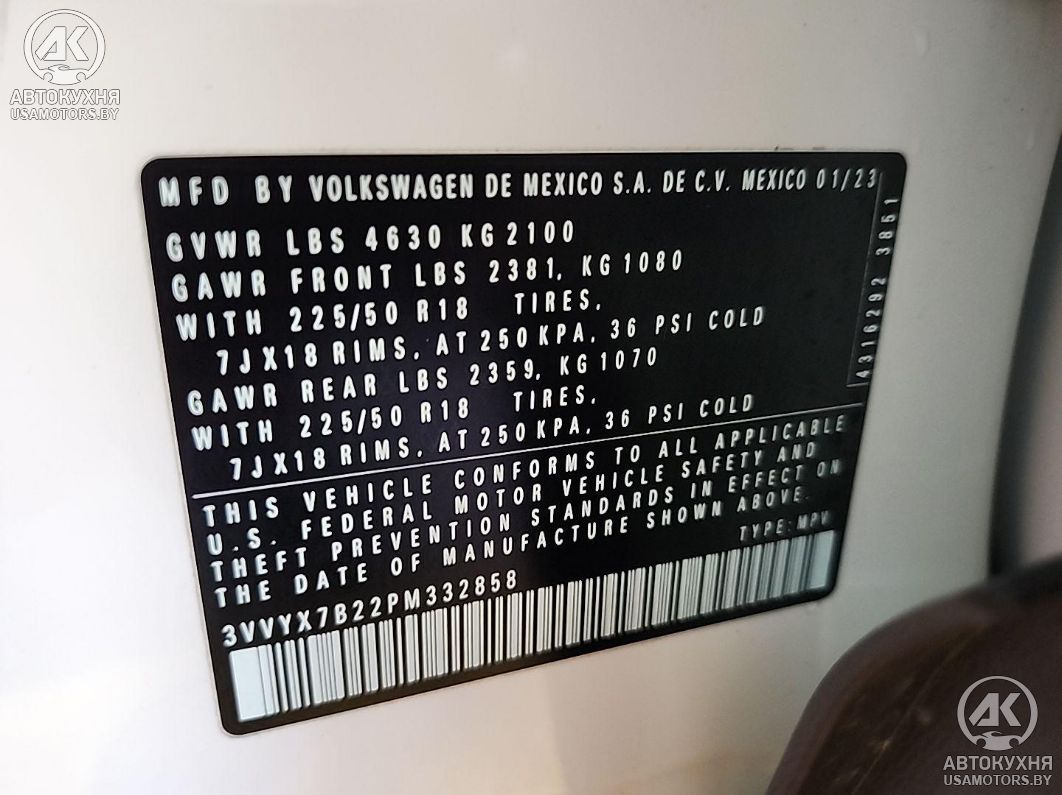 АК
АВТОКУХНЯ
USAMOTORS.BY
MFD BY VOLKSWAGEN DE MEXICO S.A. DE C.V. MEXICO 01/23
GVWR LBS 4630 KG 2100
GAWR FRONT LBS 2381, KG 1080
WITH 225/50 R18 TIRES,
7JX18 RIMS, AT 250 KPA, 36 PSI COLD
GAWR REAR LBS 2359, KG 1070
WITH 225/50 R18 TIRES,
7JX18 RIMS, AT 250 KPA, 36 PSI COLD
4316292 3851
THIS VEHICLE CONFORMS TO ALL APPLICABLE
U.S. FEDERAL MOTOR VEHICLE SAFETY AND
THEFT PREVENTION STANDARDS IN EFFECT ON
THE DATE OF MANUFACTURE SHOWN ABOVE.
TYPE: MPV
3VVYX7B22PM332858
АК
АВТОКУХНЯ
USAMOTORS.BY